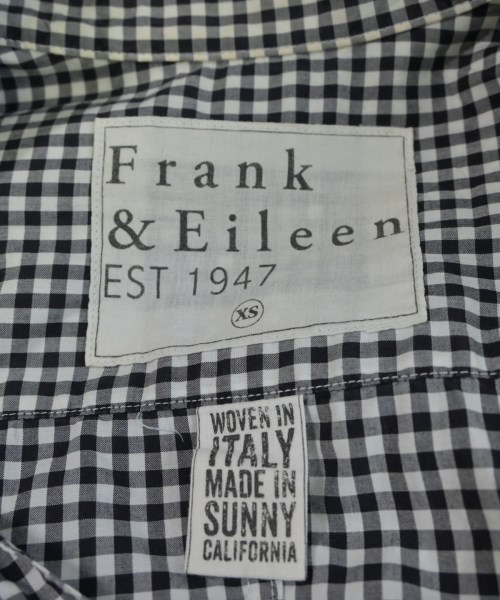 Frank
& Eileen
EST 1947
XS
WOVEN IN
ITALY
MADE IN
SUNNY
CALIFORNIA